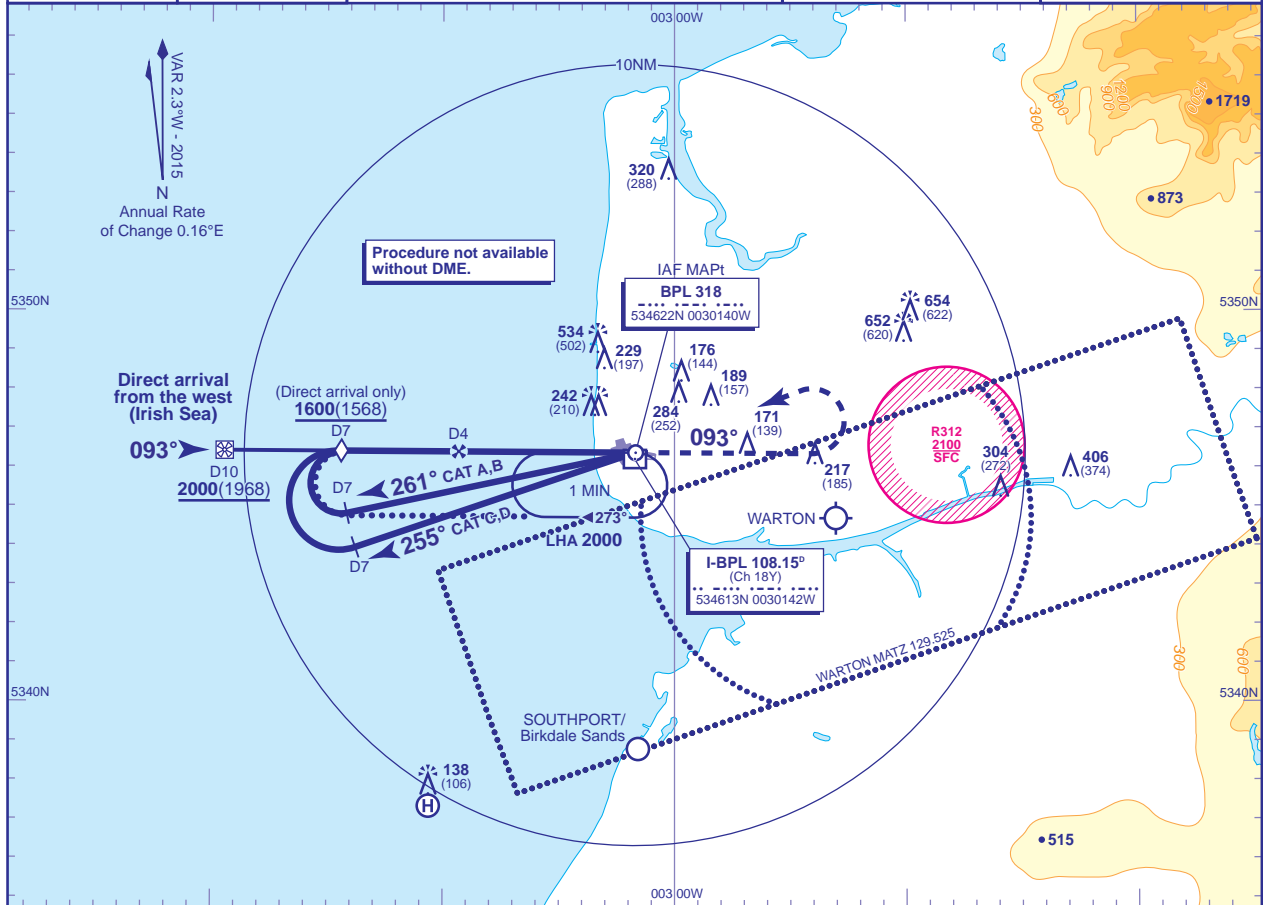 003 00W
10NM
VAR 2.3°W - 2015
N
Annual Rate
of Change 0.16°E
300
600
900
1200
1500
1719
873
320
(288)
Procedure not available
without DME.
IAF MAPt
BPL 318
534622N 0030140W
5350N
5350N
654
(622)
652
(620)
534
(502)
229
(197)
176
(144)
189
(157)
242
(210)
284
(252)
171
(139)
Direct arrival
from the west
(Irish Sea)
093°
(Direct arrival only)
1600(1568)
D7
D4
D10
2000(1968)
093°
217
(185)
R312
2100
SFC
304
(272)
406
(374)
D7
261° CAT A,B
255° CAT C,D
D7
1 MIN
273°
LHA 2000
WARTON
I-BPL 108.15ᴰ
(Ch 18Y)
534613N 0030142W
WARTON MATZ 129.525
300
600
5340N
5340N
SOUTHPORT/
Birkdale Sands
138
(106)
H
515
003 00W